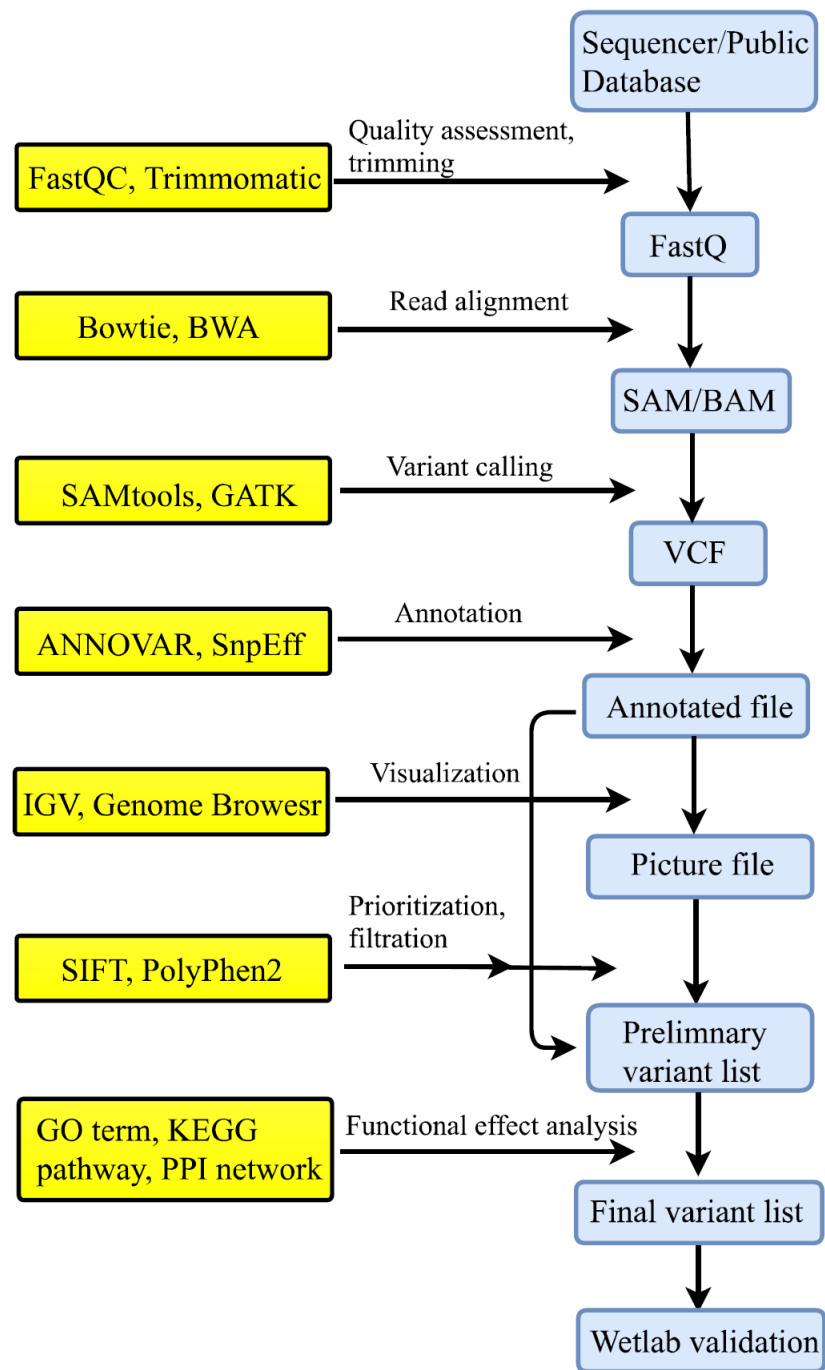 Sequencer/Public
Database
Quality assessment,
trimming
FastQC, Trimmomatic
FastQ
Read alignment
Bowtie, BWA
SAM/BAM
Variant calling
SAMtools, GATK
VCF
Annotation
ANNOVAR, SnpEff
Annotated file
Visualization
IGV, Genome Browesr
Picture file
Prioritization,
filtration
SIFT, PolyPhen2
Prelimnary
variant list
GO term, KEGG
pathway, PPI network
Functional effect analysis
Final variant list
Wetlab validation